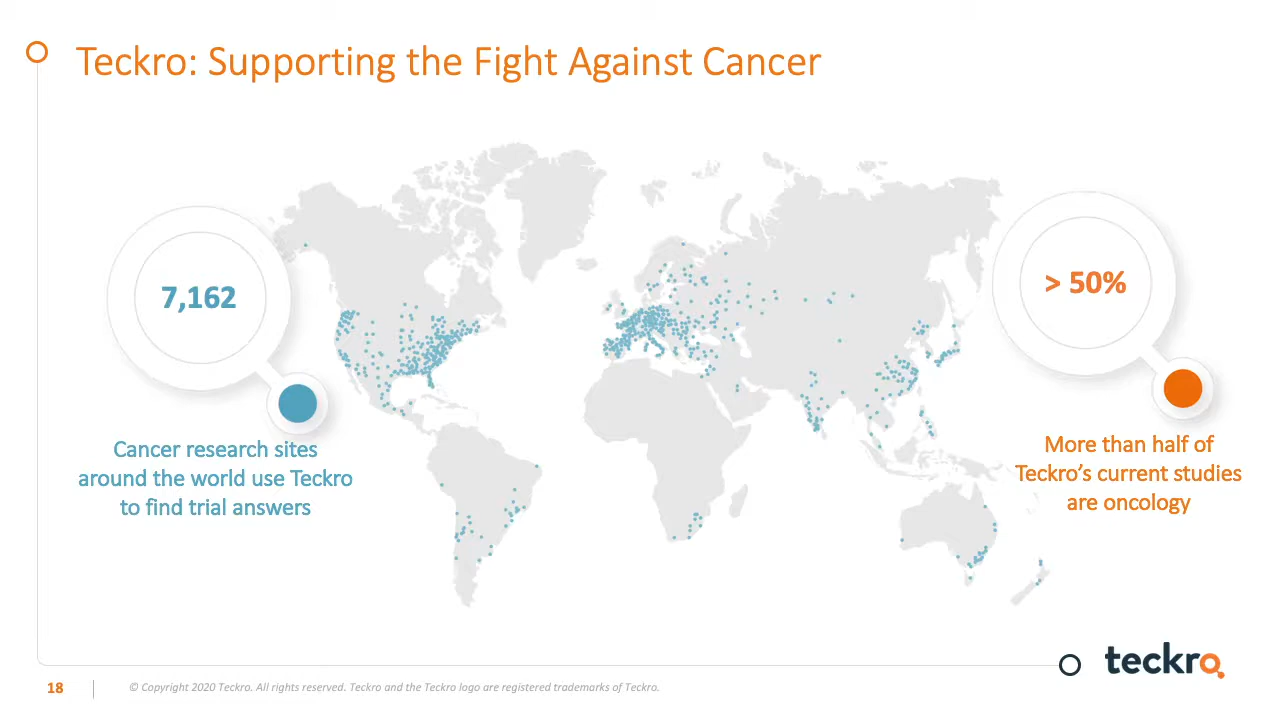 Teckro: Supporting the Fight Against Cancer
7,162
Cancer research sites
around the world use Teckro
to find trial answers
> 50%
More than half of
Teckro's current studies
are oncology
teckro
18
© Copyright 2020 Teckro. All rights reserved. Teckro and the Teckro logo are registered trademarks of Teckro.